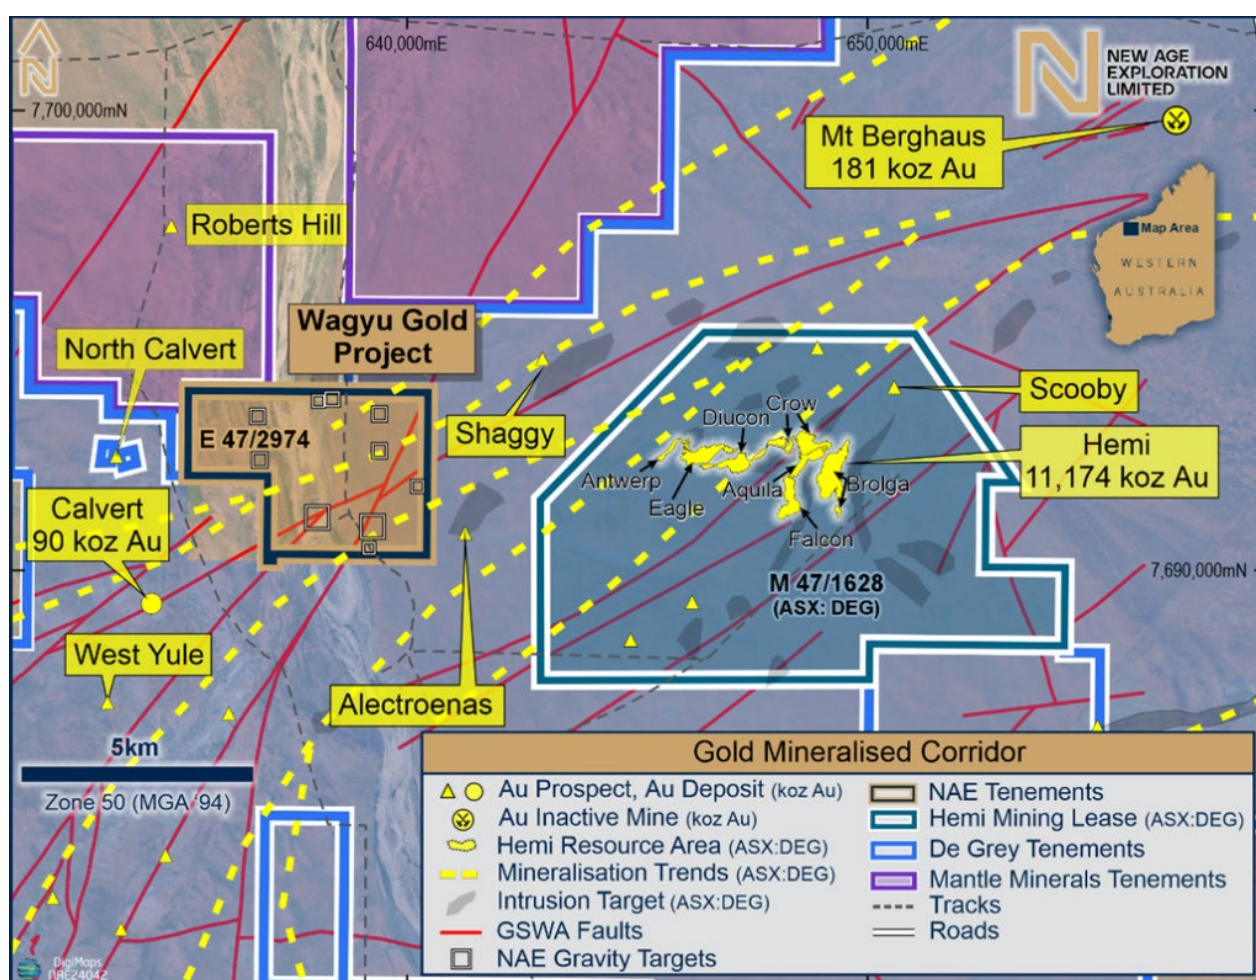 640,000mE
650,000mE
N
N
NEW AGE
EXPLORATION
LIMITED
7,700,000mN
Mt Berghaus
181 koz Au
Roberts Hill
Map Area
WESTERN
AUSTRALIA
Wagyu Gold
Project
North Calvert
E 47/2974
Shaggy
Scooby
Crow
Diucon
Hemi
11,174 koz Au
Antwerp
Eagle
Aquila
Brolga
Falcon
Calvert
90 koz Au
7,690,000mN
M 47/1628
(ASX: DEG)
West Yule
Alectroenas
5km
Zone 50 (MGA '94)
Gold Mineralised Corridor
Au Prospect, Au Deposit (koz Au)
Au Inactive Mine (koz Au)
Hemi Resource Area (ASX:DEG)
Mineralisation Trends (ASX:DEG)
Intrusion Target (ASX:DEG)
GSWA Faults
NAE Gravity Targets
NAE Tenements
Hemi Mining Lease (ASX:DEG)
De Grey Tenements
Mantle Minerals Tenements
Tracks
Roads
DigiMaps
NAE24042